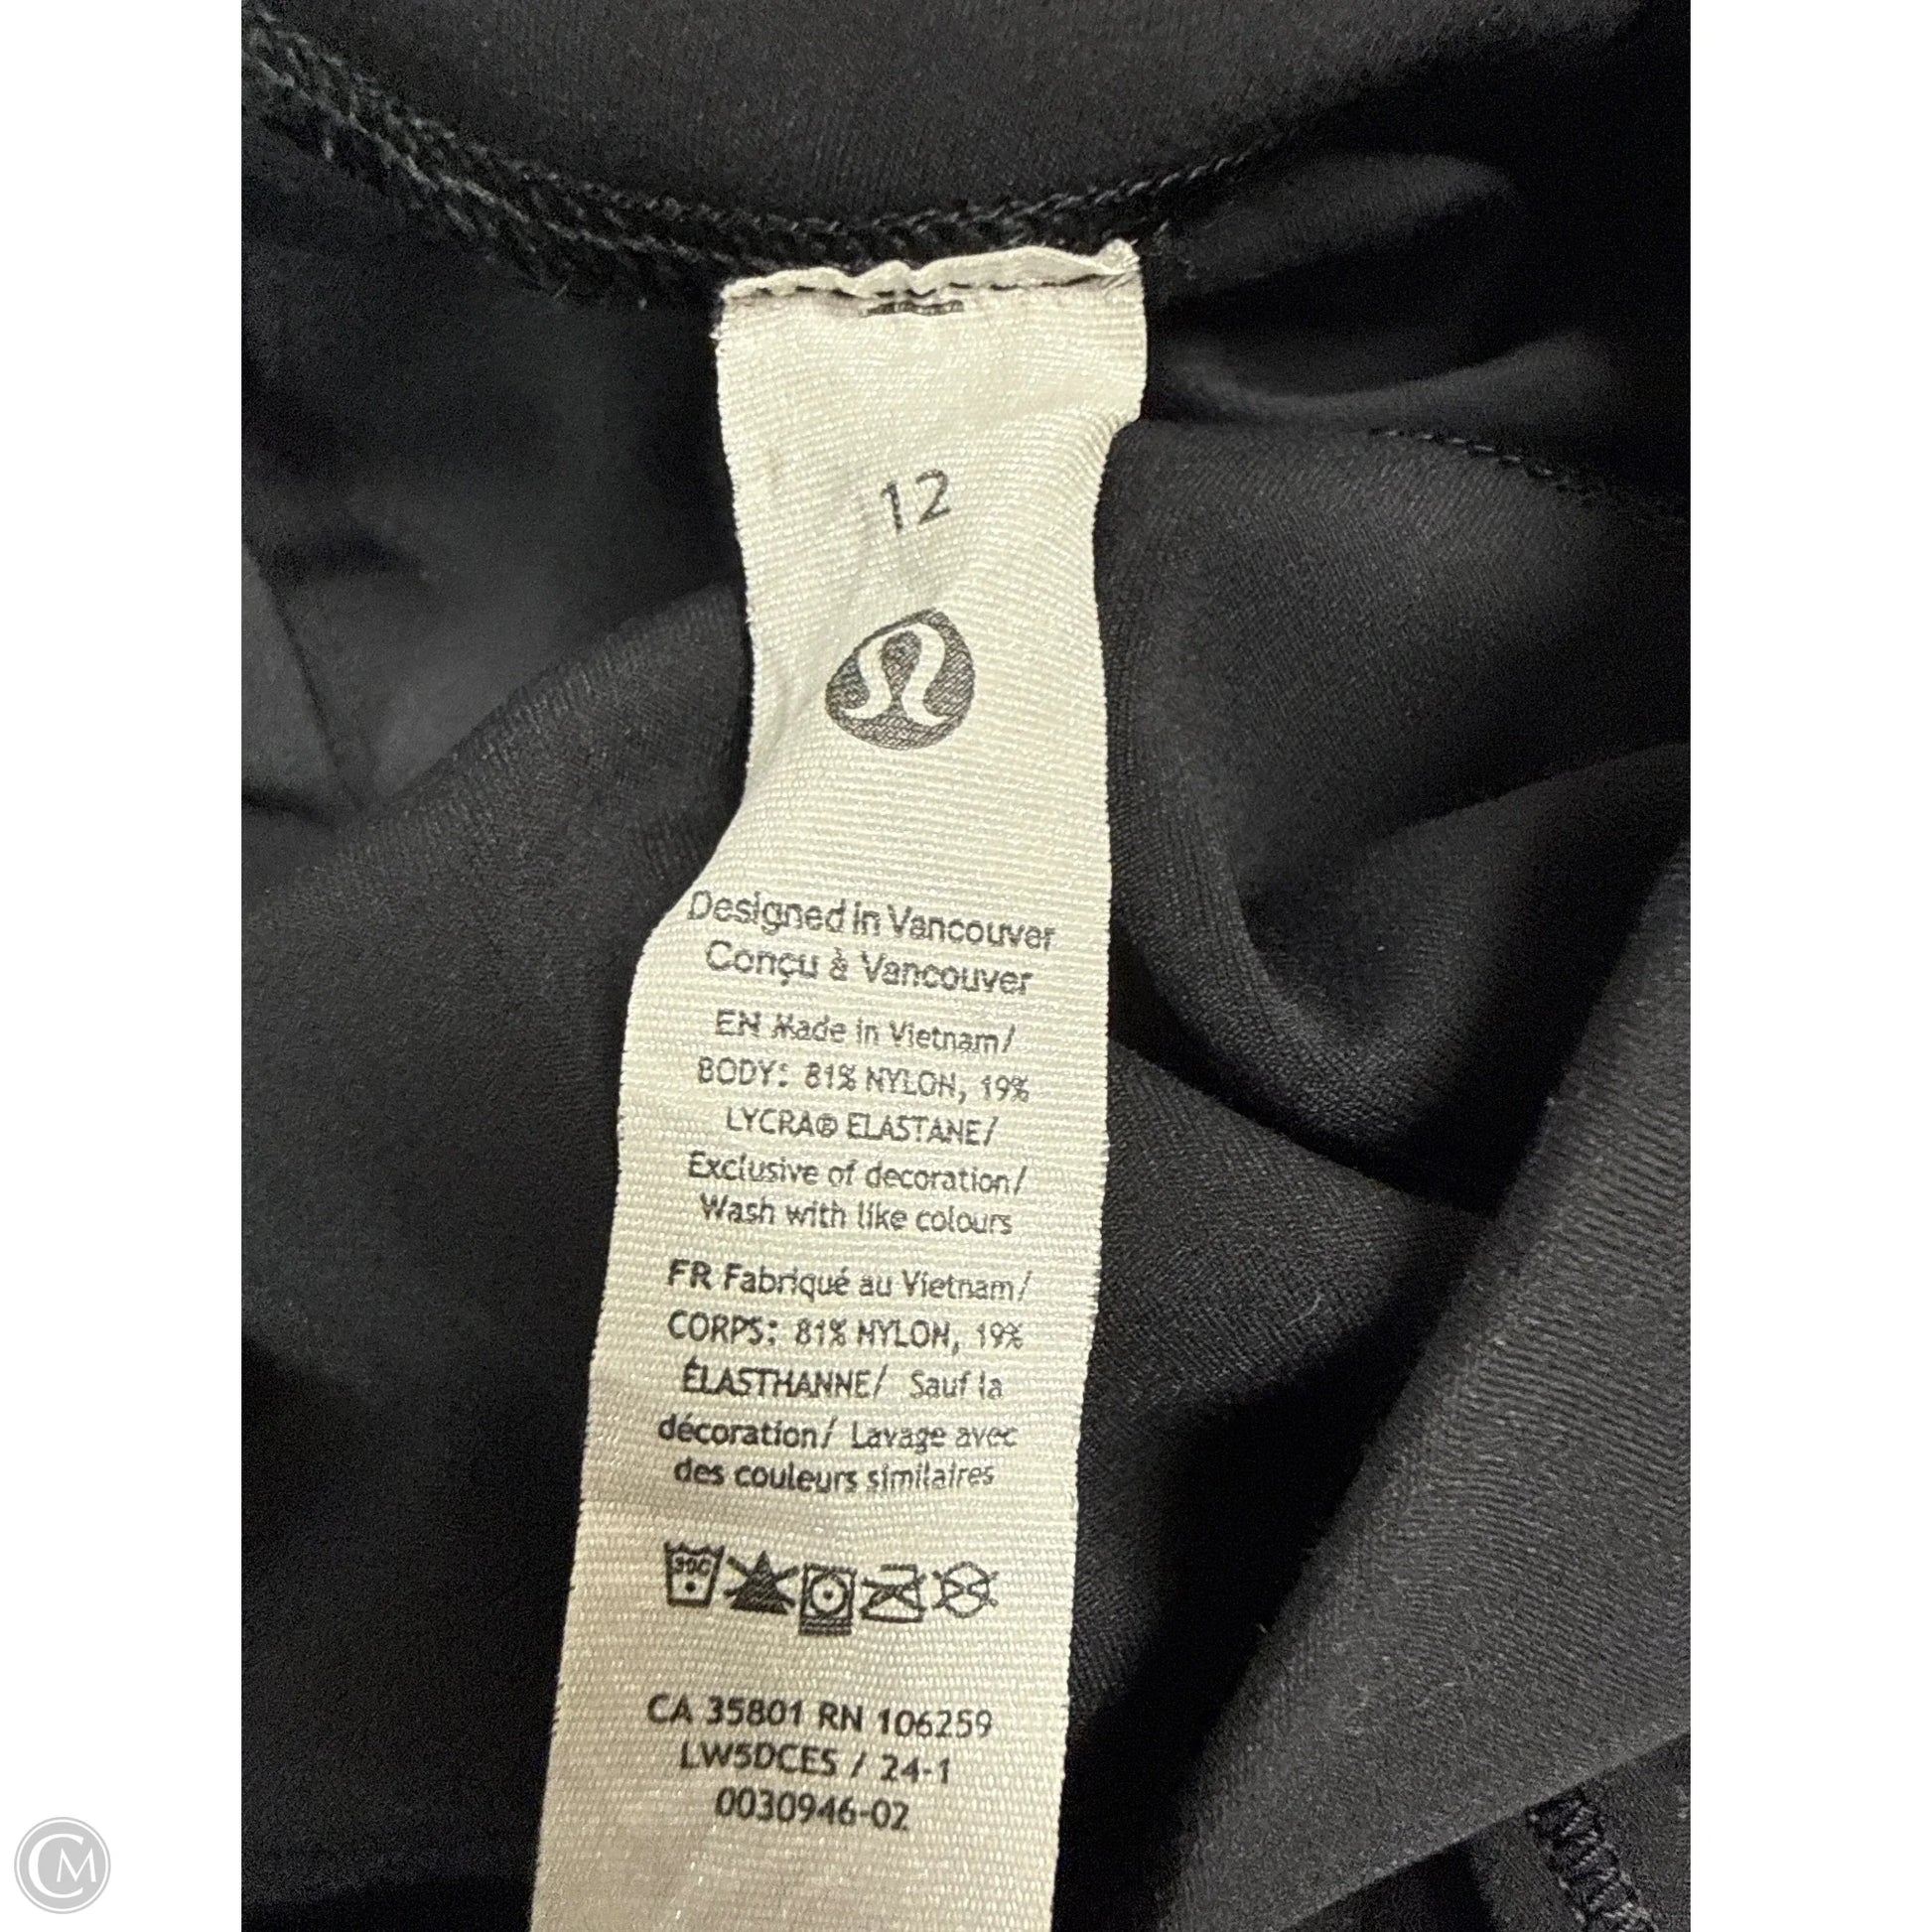 12
Designed in Vancouver
Conçu à Vancouver
EN Made in Vietnam/
BODY: 81% NYLON, 19%
LYCRA® ELASTANE/
Exclusive of decoration/
Wash with like colours
FR Fabriqué au Vietnam/
CORPS: 81% NYLON, 19%
ÉLASTHANNE/ Sauf la
décoration/ Lavage avec
des couleurs similaires
30C
CA 35801 RN 106259
LW5DCES / 24-1
0030946-02
CM